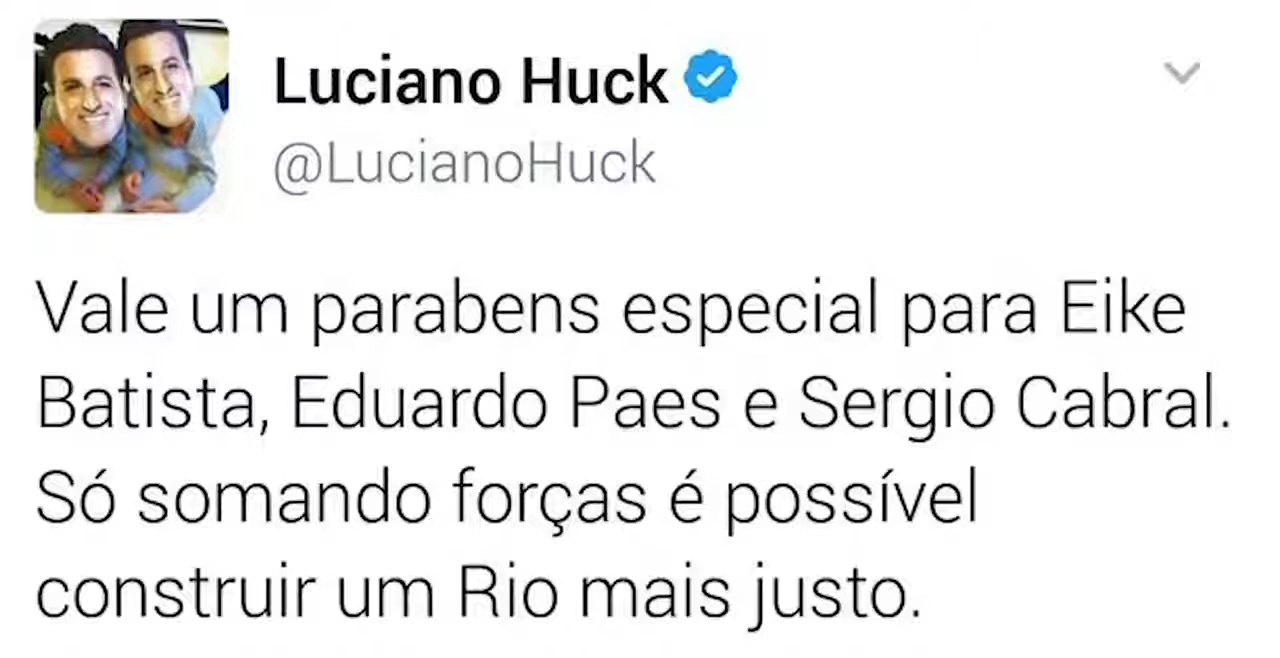 Luciano Huck
@LucianoHuck
Vale um parabens especial para Eike
Batista, Eduardo Paes e Sergio Cabral.
Só somando forças é possível
construir um Rio mais justo.